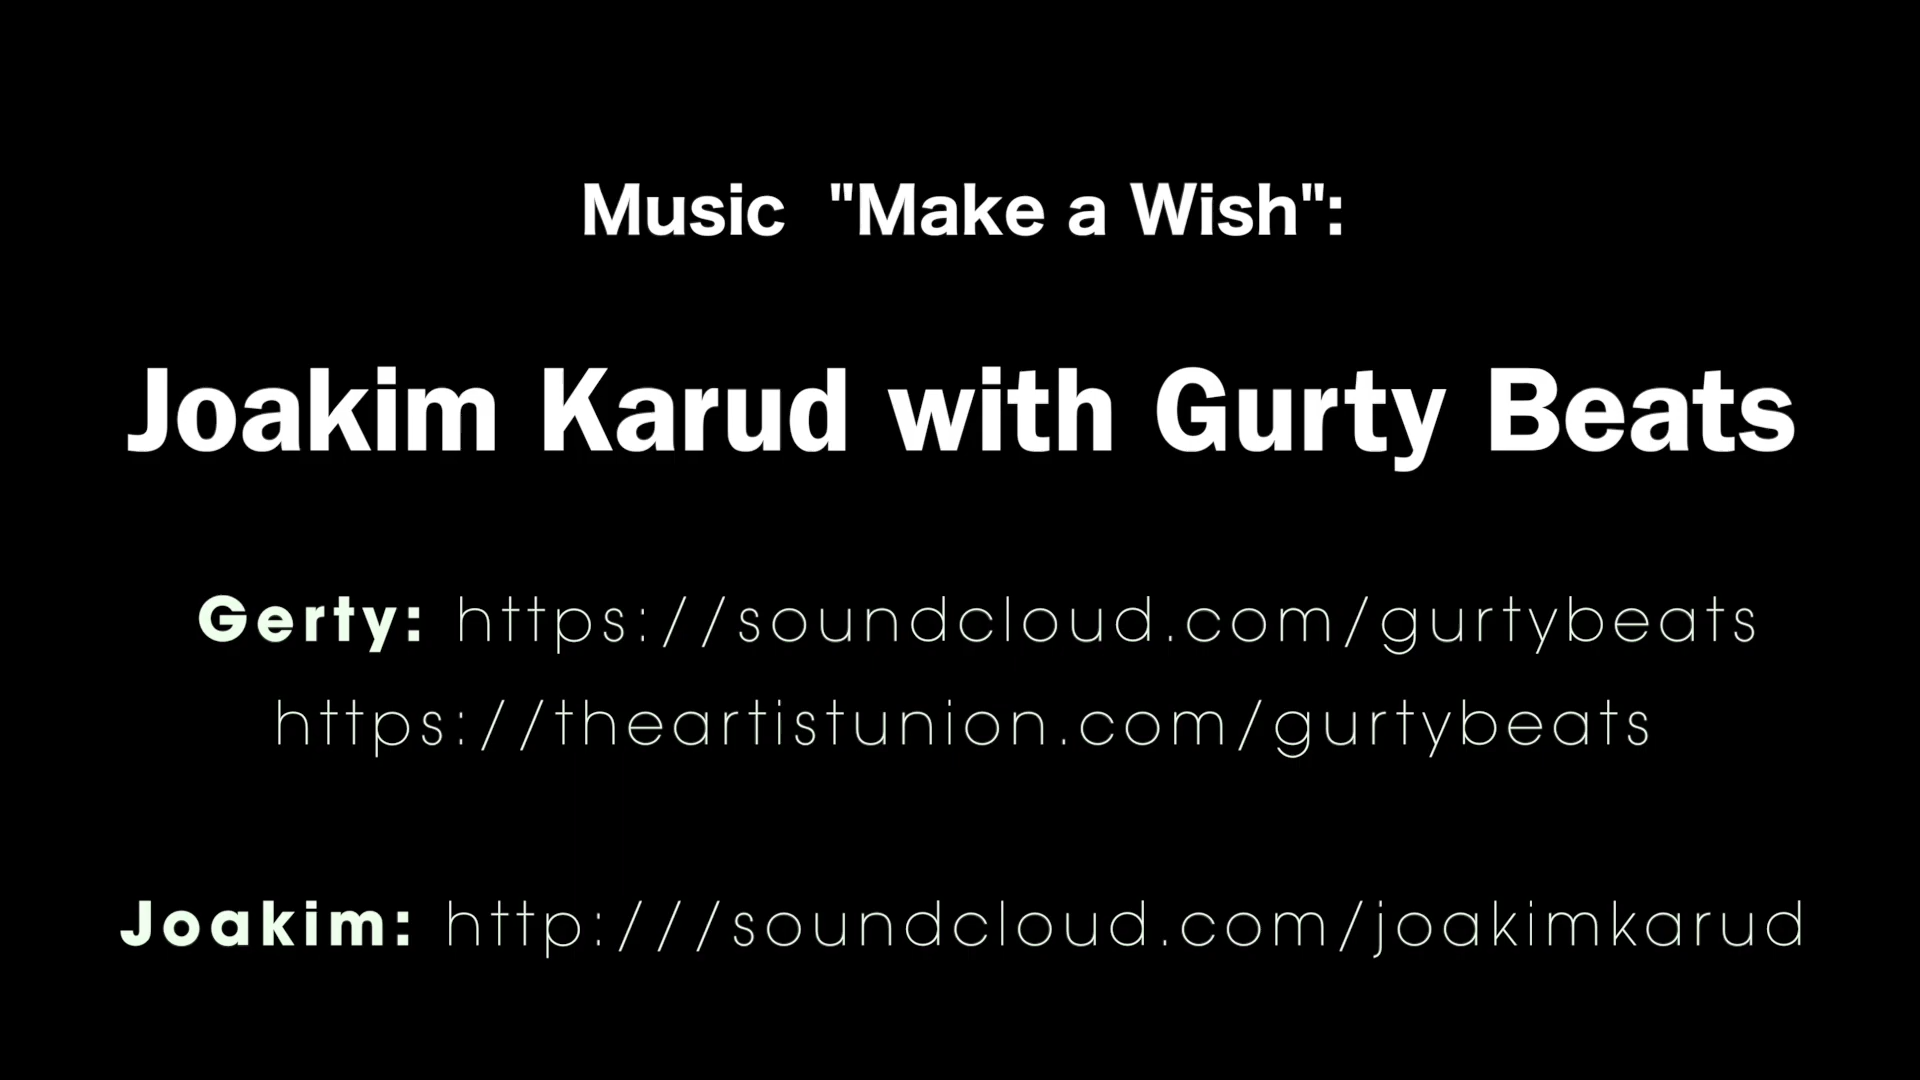 Music "Make a Wish":
Joakim Karud with Gurty Beats
Gerty: https://soundcloud.com/gurtybeats
https://theartistunion.com/gurtybeats
Joakim: http:///soundcloud.com/joakimkarud